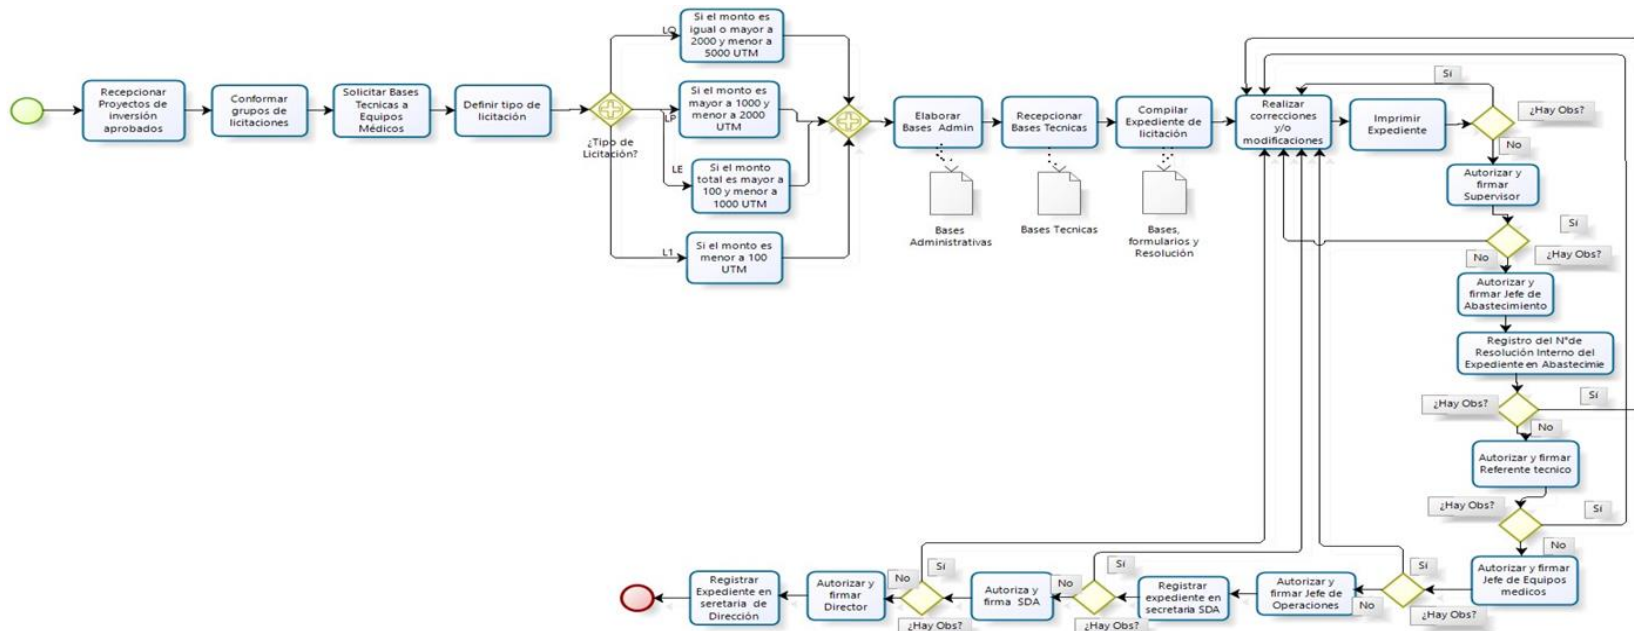 Recepcionar
Proyectos de
inversión
aprobados
Conformar
grupos de
licitaciones
Solicitar Bases
Tecnicas a
Equipos
Médicos
Definir tipo de
licitación
¿Tipo de
Licitación?
LQ
Si el monto es
igual o mayor a
2000 y menor a
5000 UTM
LP
Si el monto es
mayor a 1000 y
menor a 2000
UTM
LE
Si el monto
total es mayor a
100 y menor a
1000 UTM
L1
Si el monto es
menor a 100
UTM
Elaborar
Bases Admin
Bases
Administrativas
Recepcionar
Bases Tecnicas
Bases Tecnicas
Compilar
Expediente de
licitación
Bases,
formularios y
Resolución
Realizar
correcciones
y/o
modificaciones
Imprimir
Expediente
Sí
¿Hay Obs?
No
Autorizar y
firmar
Supervisor
Sí
¿Hay Obs?
No
Autorizar y
firmar Jefe de
Abastecimiento
Registro del N°de
Resolución Interno del
Expediente en Abastecimie
¿Hay Obs?
Sí
No
Autorizar y firmar
Referente tecnico
¿Hay Obs?
Sí
No
Autorizar y firmar
Jefe de Equipos
medicos
Sí
¿Hay Obs?
No
Autorizar y
firmar Jefe de
Operaciones
Registrar
expediente en
secretaria SDA
Sí
¿Hay Obs?
No
Autoriza y
firma SDA
Sí
¿Hay Obs?
No
Autorizar y
firmar
Director
Registrar
Expediente en
seretaria de
Dirección